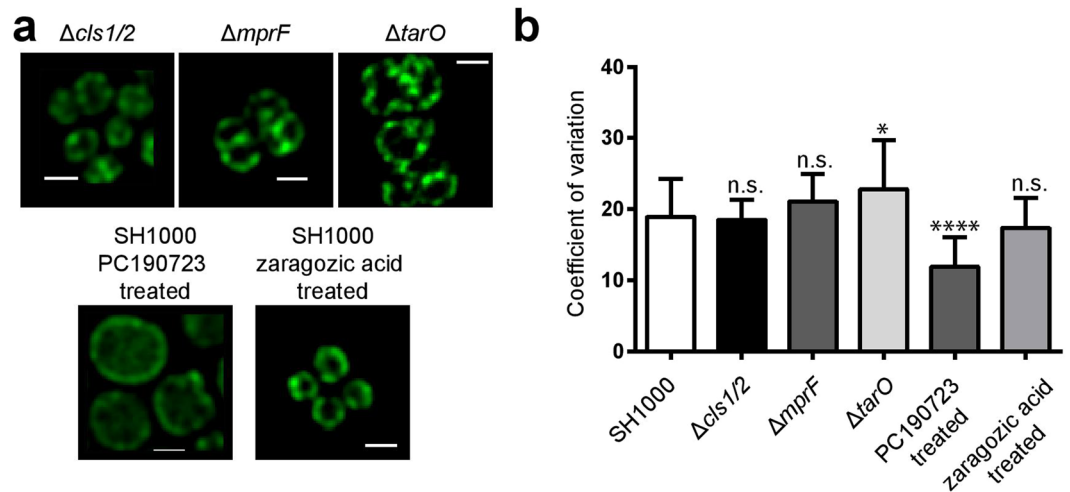 a
Δcls1/2
ΔmprF
ΔtarO
SH1000
PC190723
treated
SH1000
zaragozic acid
treated
b
Coefficient of variation
40
30
20
10
0
n.s.
n.s.
*
****
n.s.
SH1000
Δcls1/2
ΔmprF
ΔtarO
PC190723
treated
zaragozic acid
treated